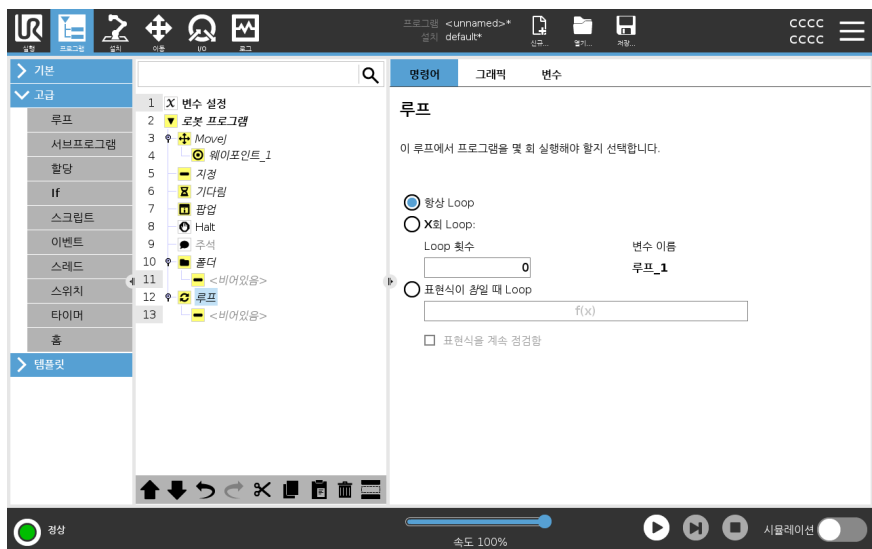 UR
실행
프로그램
설치
이동
I/O
로그
프로그램 <unnamed>*
설치 default*
신규...
열기...
저장...
CCCC
CCCC
기본
고급
루프
서브프로그램
할당
If
스크립트
이벤트
스레드
스위치
타이머
홈
템플릿
1 X 변수 설정
2 로봇 프로그램
3 MoveJ
4 웨이포인트_1
5 지정
6 기다림
7 팝업
8 Halt
9 주석
10 폴더
11 <비어있음>
12 루프
13 <비어있음>
명령어 그래픽 변수
루프
이 루프에서 프로그램을 몇 회 실행해야 할지 선택합니다.
항상 Loop
X회 Loop:
Loop 횟수 변수 이름
0 루프_1
표현식이 참일 때 Loop
f(x)
표현식을 계속 점검함
정상
속도 100%
시뮬레이션